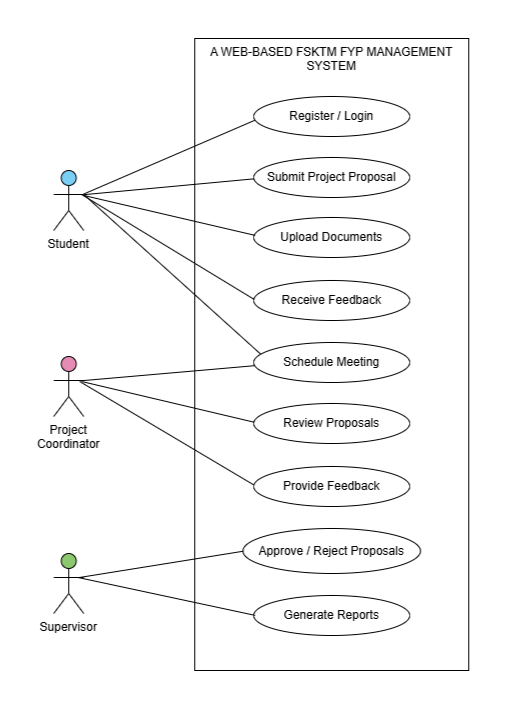 A WEB-BASED FSKTM FYP MANAGEMENT
SYSTEM
Register / Login
Submit Project Proposal
Student
Upload Documents
Receive Feedback
Schedule Meeting
Project
Coordinator
Review Proposals
Provide Feedback
Approve / Reject Proposals
Supervisor
Generate Reports